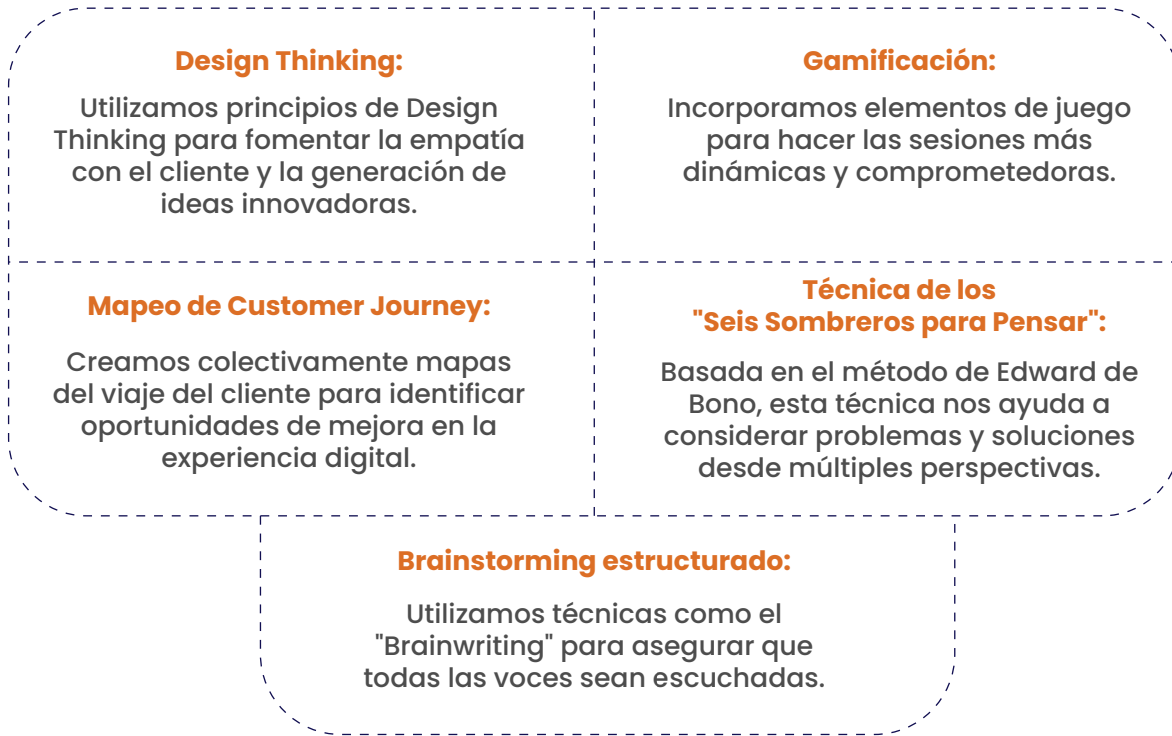 Design Thinking:
Utilizamos principios de Design
Thinking para fomentar la empatía
con el cliente y la generación de
ideas innovadoras.
Gamificación:
Incorporamos elementos de juego
para hacer las sesiones más
dinámicas y comprometedoras.
Mapeo de Customer Journey:
Creamos colectivamente mapas
del viaje del cliente para identificar
oportunidades de mejora en la
experiencia digital.
Técnica de los
"Seis Sombreros para Pensar":
Basada en el método de Edward de
Bono, esta técnica nos ayuda a
considerar problemas y soluciones
desde múltiples perspectivas.
Brainstorming estructurado:
Utilizamos técnicas como el
"Brainwriting" para asegurar que
todas las voces sean escuchadas.